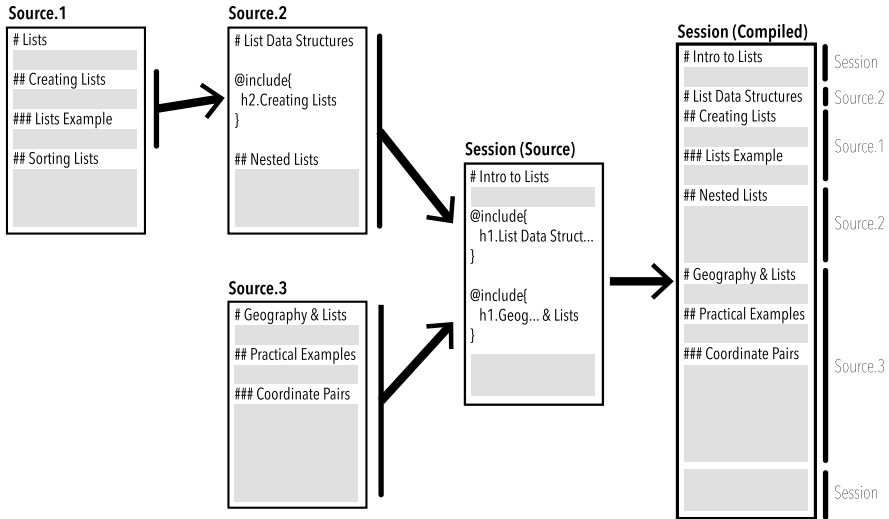 Source.1
# Lists
## Creating Lists
### Lists Example
## Sorting Lists
Source.2
# List Data Structures
@include{
h2.Creating Lists
}
## Nested Lists
Source.3
# Geography & Lists
## Practical Examples
### Coordinate Pairs
Session (Source)
# Intro to Lists
@include{
h1.List Data Struct...
}
@include{
h1.Geog... & Lists
}
Session (Compiled)
# Intro to Lists
# List Data Structures
## Creating Lists
### Lists Example
## Nested Lists
# Geography & Lists
## Practical Examples
### Coordinate Pairs
Session
Source.2
Source.1
Source.2
Source.3
Session